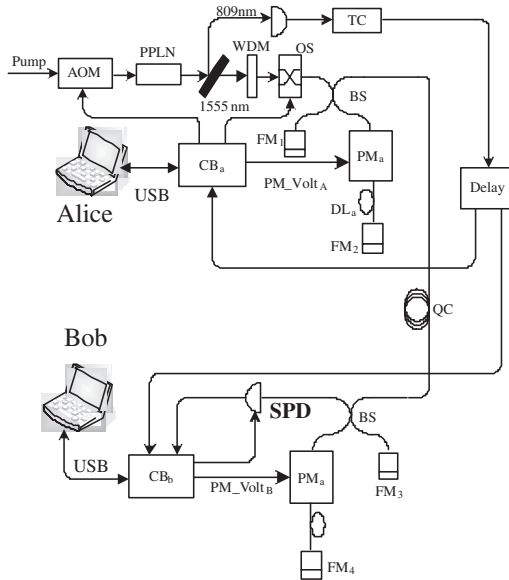 809nm
TC
Pump
AOM
PPLN
WDM
OS
1555 nm
BS
FM1
CBa
PMa
USB
PM_VoltA
Alice
DLa
Delay
FM2
QC
Bob
SPD
BS
USB
CBb
PM_VoltB
PMa
FM3
FM4